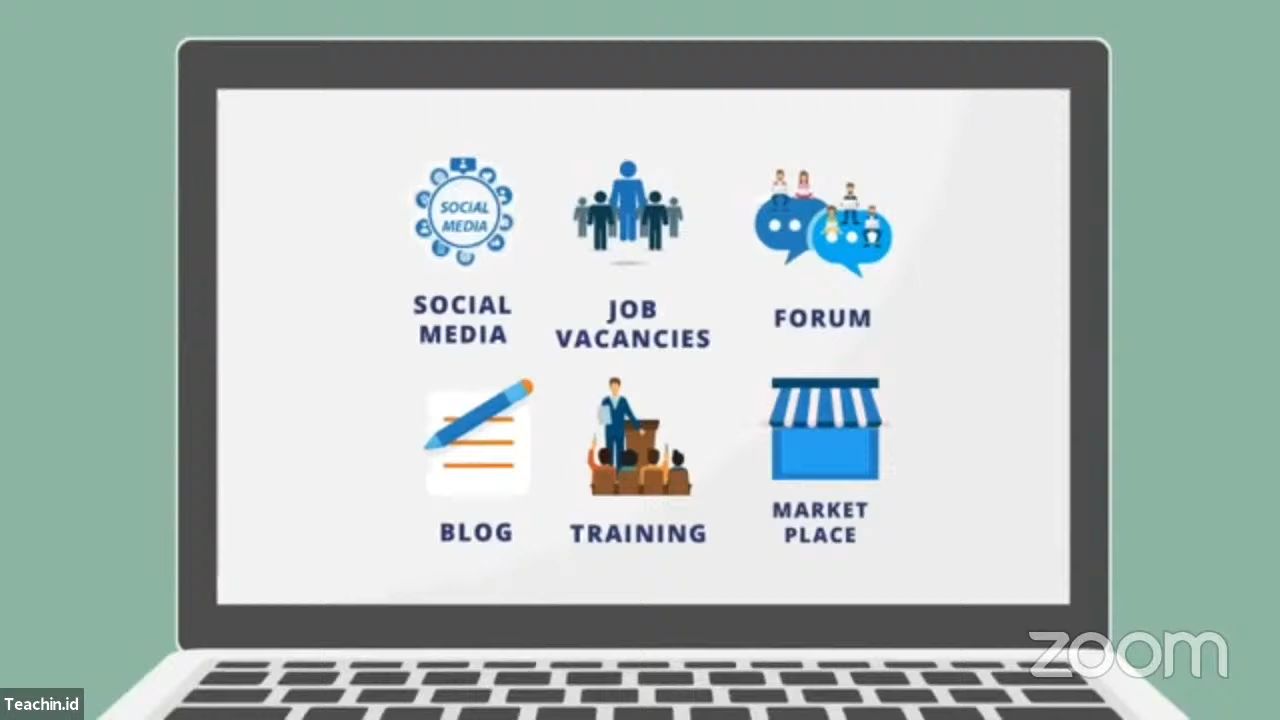 SOCIAL
MEDIA
SOCIAL
MEDIA
JOB
VACANCIES
FORUM
BLOG
TRAINING
MARKET
PLACE
zoom
Teachin.id